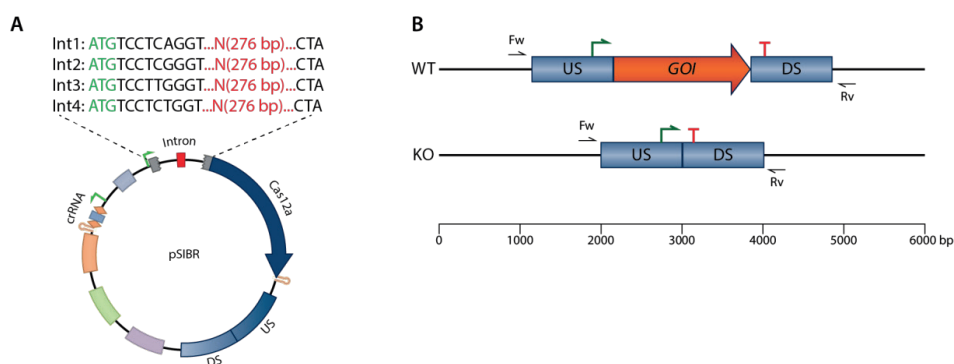 A
Int1: ATGTCCTCAGGT...N(276 bp)...CTA
Int2: ATGTCCTCGGGT...N(276 bp)...CTA
Int3: ATGTCCTTGGGT...N(276 bp)...CTA
Int4: ATGTCCTCTGGT...N(276 bp)...CTA
Intron
crRNA
Cas12a
pSIBR
US
DS
B
Fw
WT
US
GOI
DS
Rv
Fw
KO
US
DS
Rv
0 1000 2000 3000 4000 5000 6000 bp